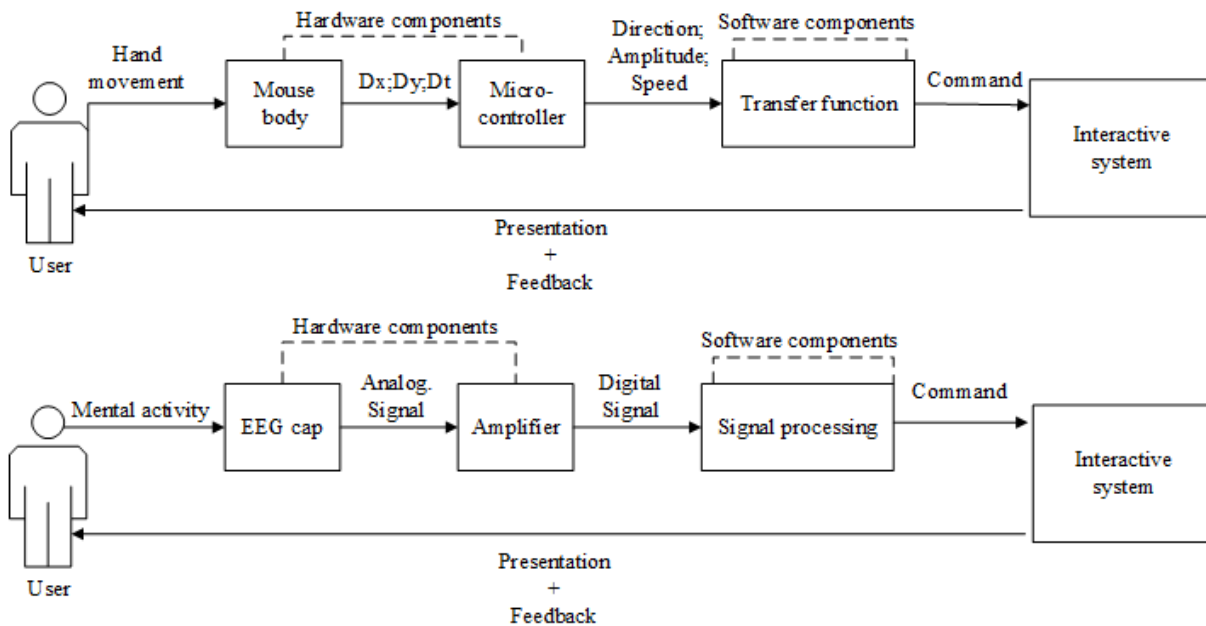 Hardware components
Software components
Hand
movement
Mouse
body
Dx;Dy;Dt
Micro-
controller
Direction;
Amplitude;
Speed
Transfer function
Command
Interactive
system
Presentation
+
Feedback
User
Hardware components
Software components
Mental activity
EEG cap
Analog.
Signal
Amplifier
Digital
Signal
Signal processing
Command
Interactive
system
Presentation
+
Feedback
User